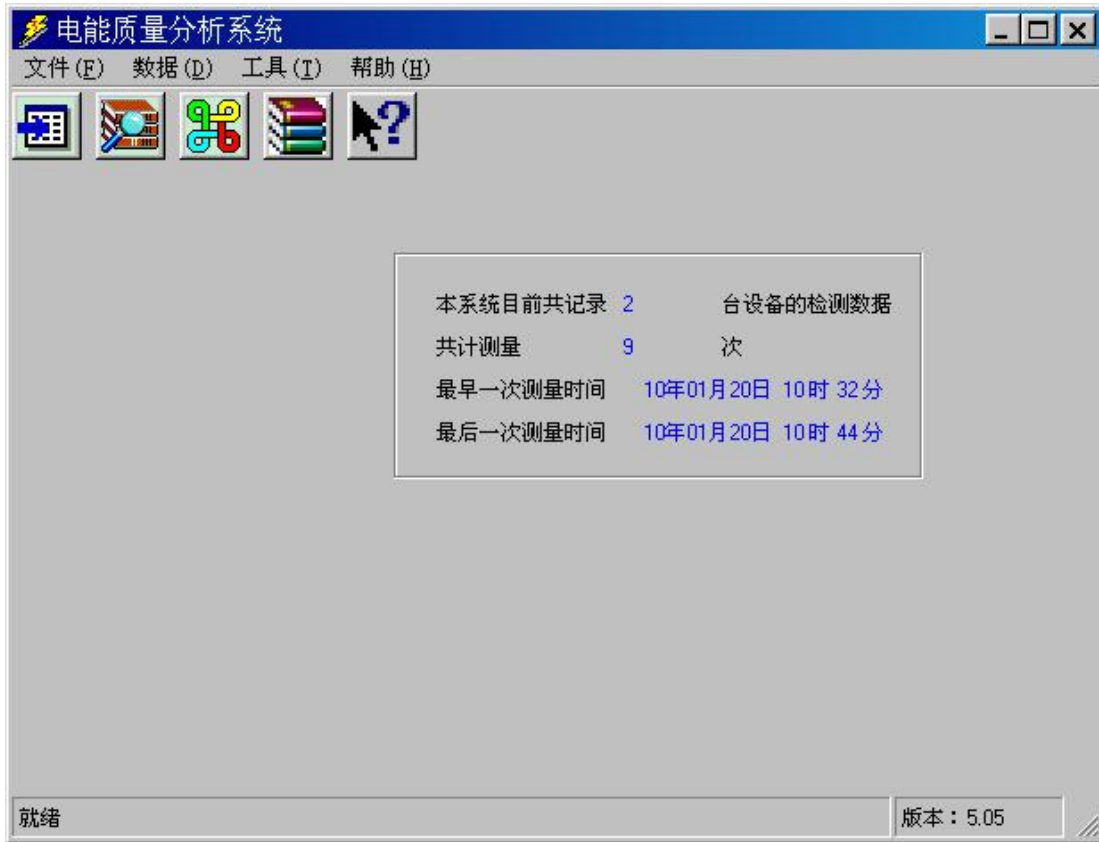 电能质量分析系统
文件(F) 数据(D) 工具(T) 帮助(H)
本系统目前共记录 2 台设备的检测数据
共计测量 9 次
最早一次测量时间 10年01月20日 10时 32分
最后一次测量时间 10年01月20日 10时 44分
就绪 版本：5.05